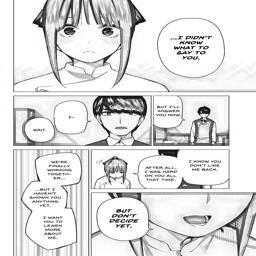 ...I DIDN'T
KNOW
WHAT TO
SAY TO
YOU.
BUT I'LL
ANSWER
YOU NOW.
I-
WAIT.
I KNOW YOU
DON'T LIKE
ME BACK.
AFTER ALL,
I WAS HARD
ON YOU ALL
THAT TIME.
BUT
DON'T
DECIDE
YET.
WE'RE
FINALLY
WORKING
TOGETH-
ER...
...BUT I
HAVEN'T
SHOWN YOU
ANYTHING
YET.
I WANT
YOU TO
LEARN
MORE
ABOUT
ME.